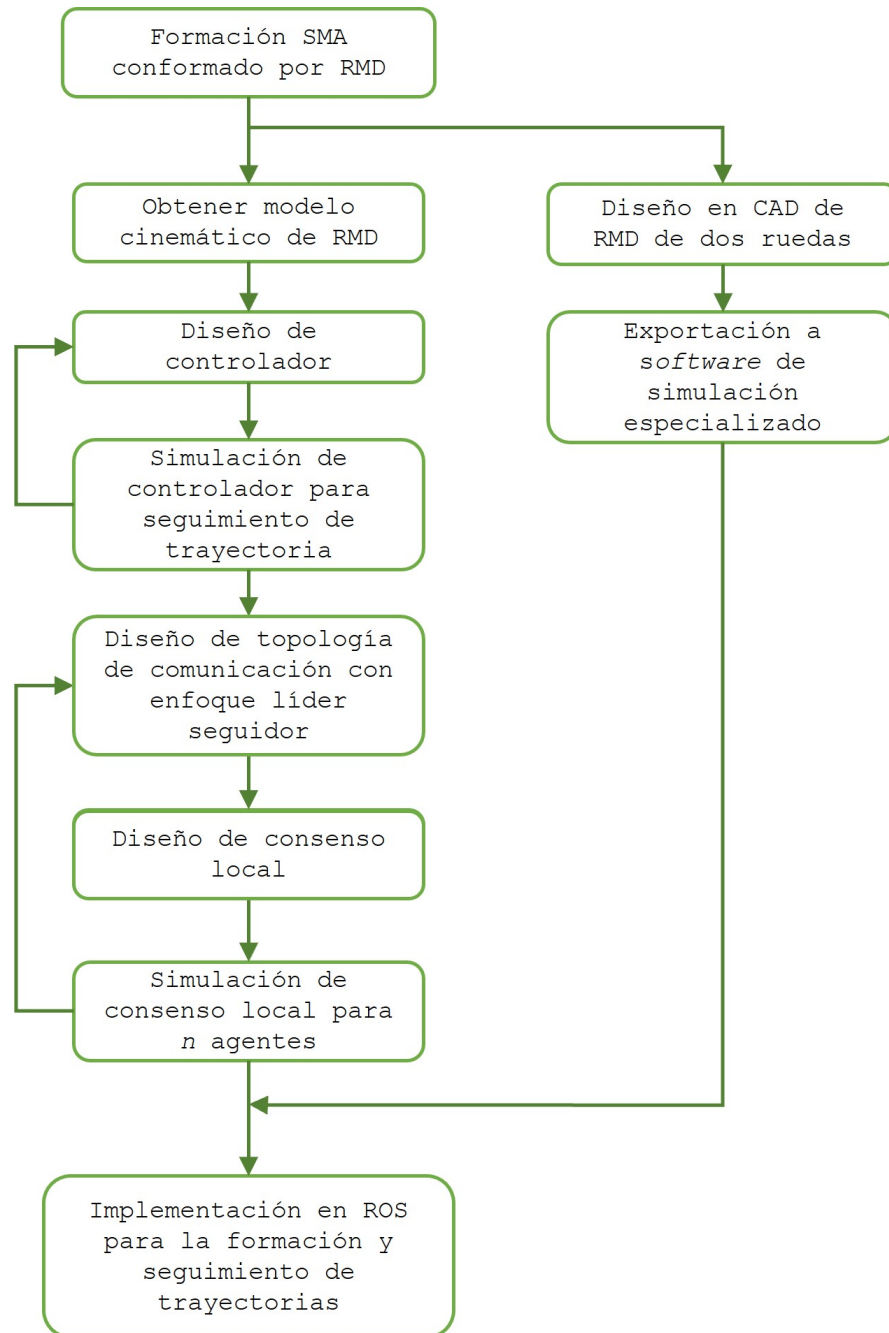 Formación SMA
conformado por RMD
Obtener modelo
cinemático de RMD
Diseño en CAD de
RMD de dos ruedas
Diseño de
controlador
Exportación a
software de
simulación
especializado
Simulación de
controlador para
seguimiento de
trayectoria
Diseño de topología
de comunicación con
enfoque líder
seguidor
Diseño de consenso
local
Simulación de
consenso local para
n agentes
Implementación en ROS
para la formación y
seguimiento de
trayectorias